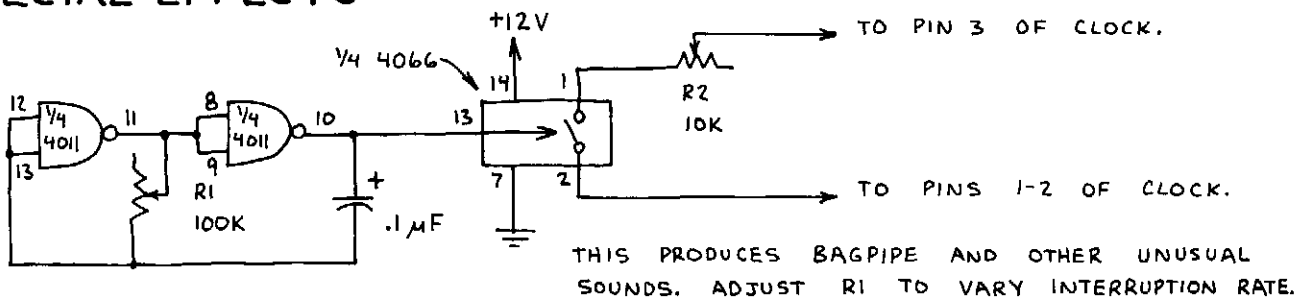 +12V
TO PIN 3 OF CLOCK.
1/4 4066
14
1
R2
10K
12
1/4
4011
13
11
8
1/4
4011
9
10
13
R1
100K
+
.1 μF
7
2
TO PINS 1-2 OF CLOCK.
THIS PRODUCES BAGPIPE AND OTHER UNUSUAL
SOUNDS. ADJUST R1 TO VARY INTERRUPTION RATE.